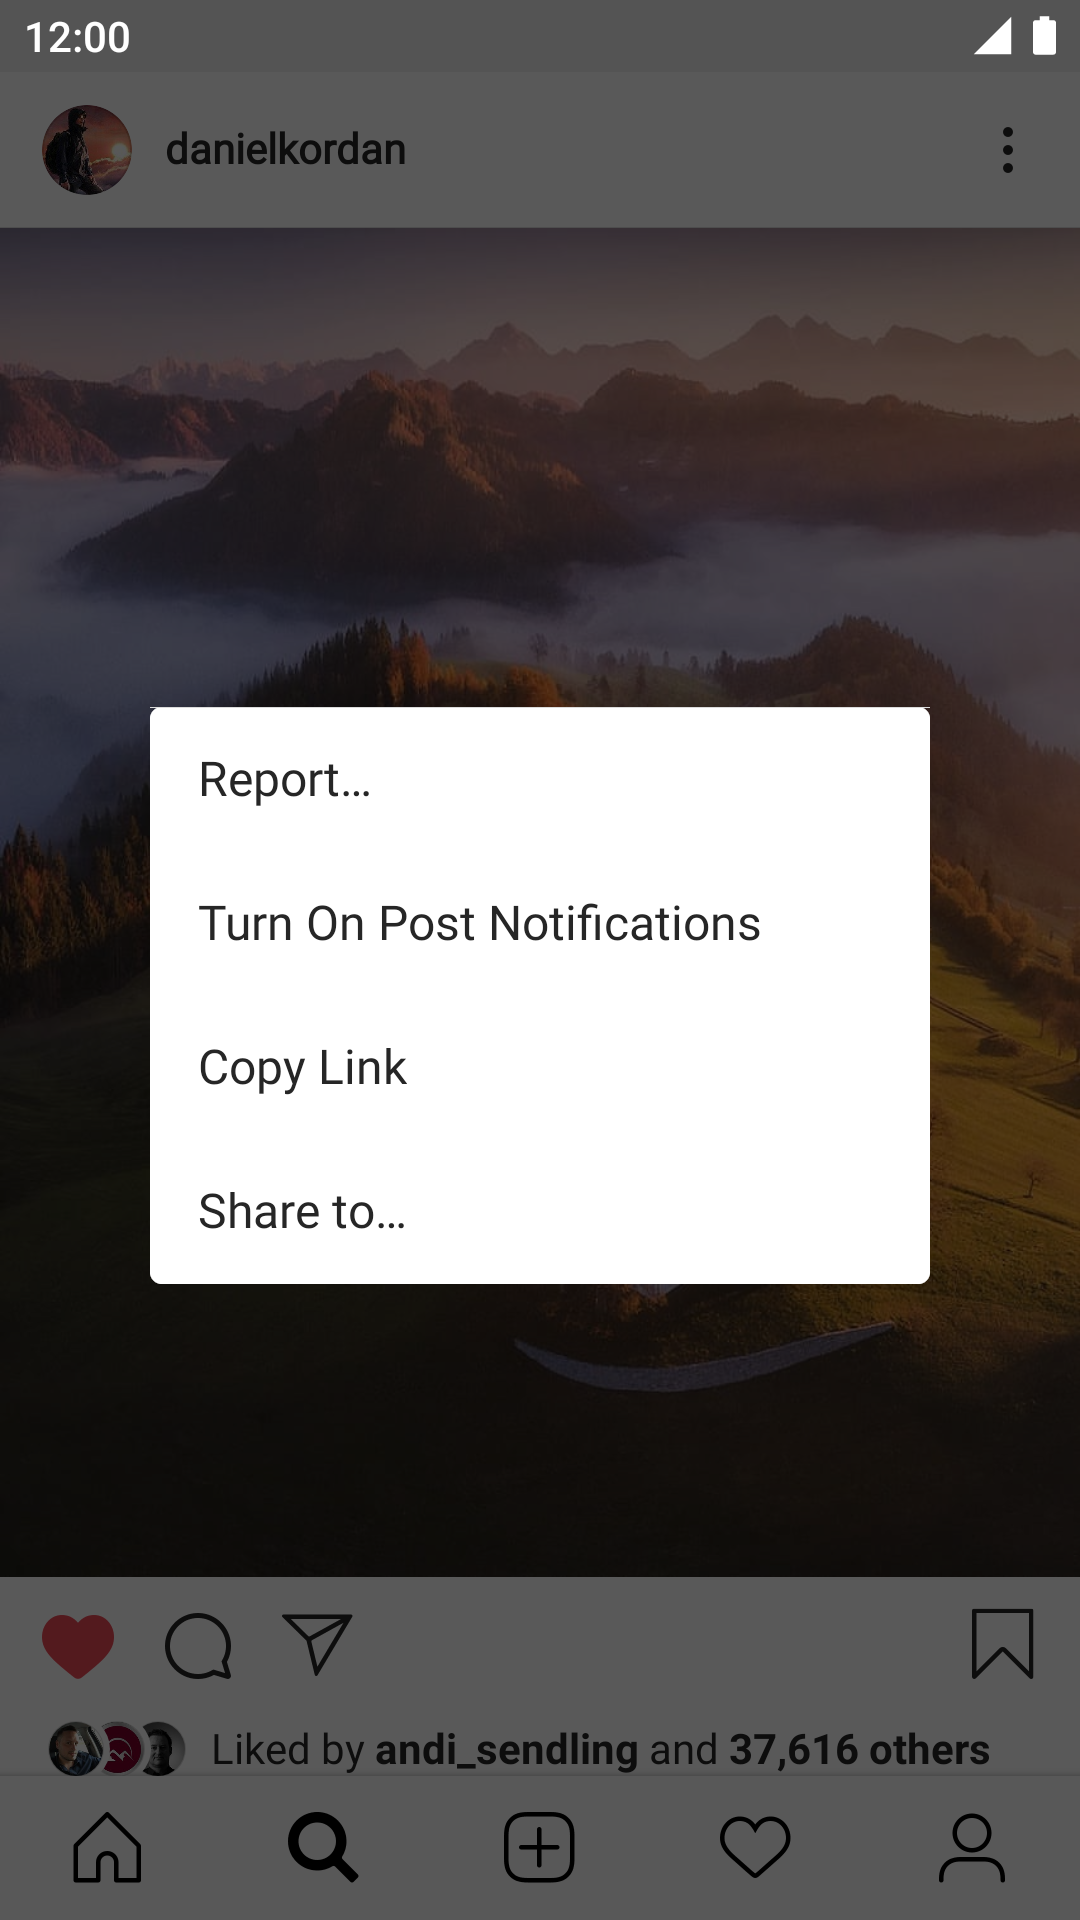 12:00
danielkordan
Report...
Turn On Post Notifications
Copy Link
Share to...
Liked by andi_sendling and 37,616 others